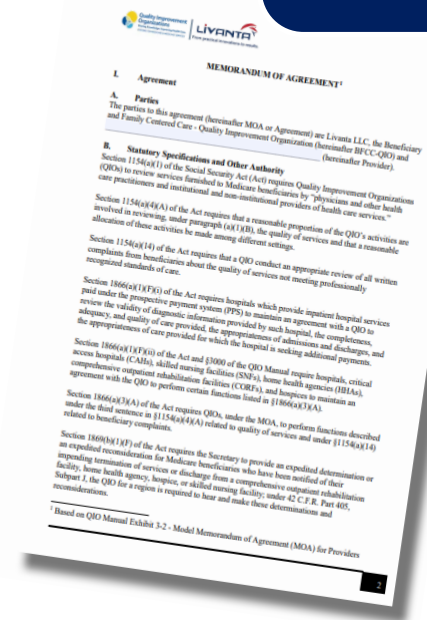 Quality Improvement
Organizations
LIVANTA
MEMORANDUM OF AGREEMENT¹
I. Agreement
A. Parties
The parties to this agreement (hereinafter MOA or Agreement) are Livanta LLC, the Beneficiary
and Family Centered Care - Quality Improvement Organization (hereinafter BFCC-QIO) and
(hereinafter Provider).
B. Statutory Specifications and Other Authority
Section 1154(a)(1) of the Social Security Act (Act) requires Quality Improvement Organizations
(QIOs) to review services furnished to Medicare beneficiaries by "physicians and other health
care practitioners and institutional and non-institutional providers of health care services."
Section 1154(a)(4)(A) of the Act requires that a reasonable proportion of the QIO's activities are
involved in reviewing, under paragraph (a)(1)(B), the quality of services and that a reasonable
allocation of these activities be made among different settings.
Section 1154(a)(14) of the Act requires that a QIO conduct an appropriate review of all written
complaints from beneficiaries about the quality of services not meeting professionally
recognized standards of care.
Section 1866(a)(1)(F)(i) of the Act requires hospitals which provide inpatient hospital services
paid under the prospective payment system (PPS) to maintain an agreement with a QIO to
review the validity of diagnostic information provided by such hospital, the completeness,
adequacy, and quality of care provided, the appropriateness of admissions and discharges, and
the appropriateness of care provided for which the hospital is seeking additional payments.
Section 1866(a)(1)(F)(ii) of the Act and §3000 of the QIO Manual require hospitals, critical
access hospitals (CAHs), skilled nursing facilities (SNFs), home health agencies (HHAs),
comprehensive outpatient rehabilitation facilities (CORFs), and hospices to maintain an
agreement with the QIO to perform certain functions listed in §1866(a)(3)(A).
Section 1866(a)(3)(A) of the Act requires QIOs, under the MOA, to perform functions described
under the third sentence in §1154(a)(4)(A) related to quality of services and under §1154(a)(14)
related to beneficiary complaints.
Section 1869(b)(1)(F) of the Act requires the Secretary to provide an expedited determination or
an expedited reconsideration for Medicare beneficiaries who have been notified of their
impending termination of services or discharge from a comprehensive outpatient rehabilitation
facility, home health agency, hospice, or skilled nursing facility; under 42 C.F.R. Part 405,
Subpart J, the QIO for a region is required to hear and make these determinations and
reconsiderations.
¹ Based on QIO Manual Exhibit 3-2 - Model Memorandum of Agreement (MOA) for Providers
2